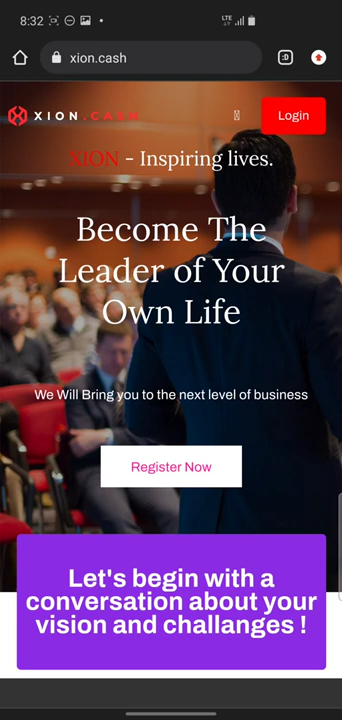 8:32
LTE
xion.cash
:D
XION.CASH
Login
XION - Inspiring lives.
Become The
Leader of Your
Own Life
We Will Bring you to the next level of business
Register Now
Let's begin with a
conversation about your
vision and challanges !